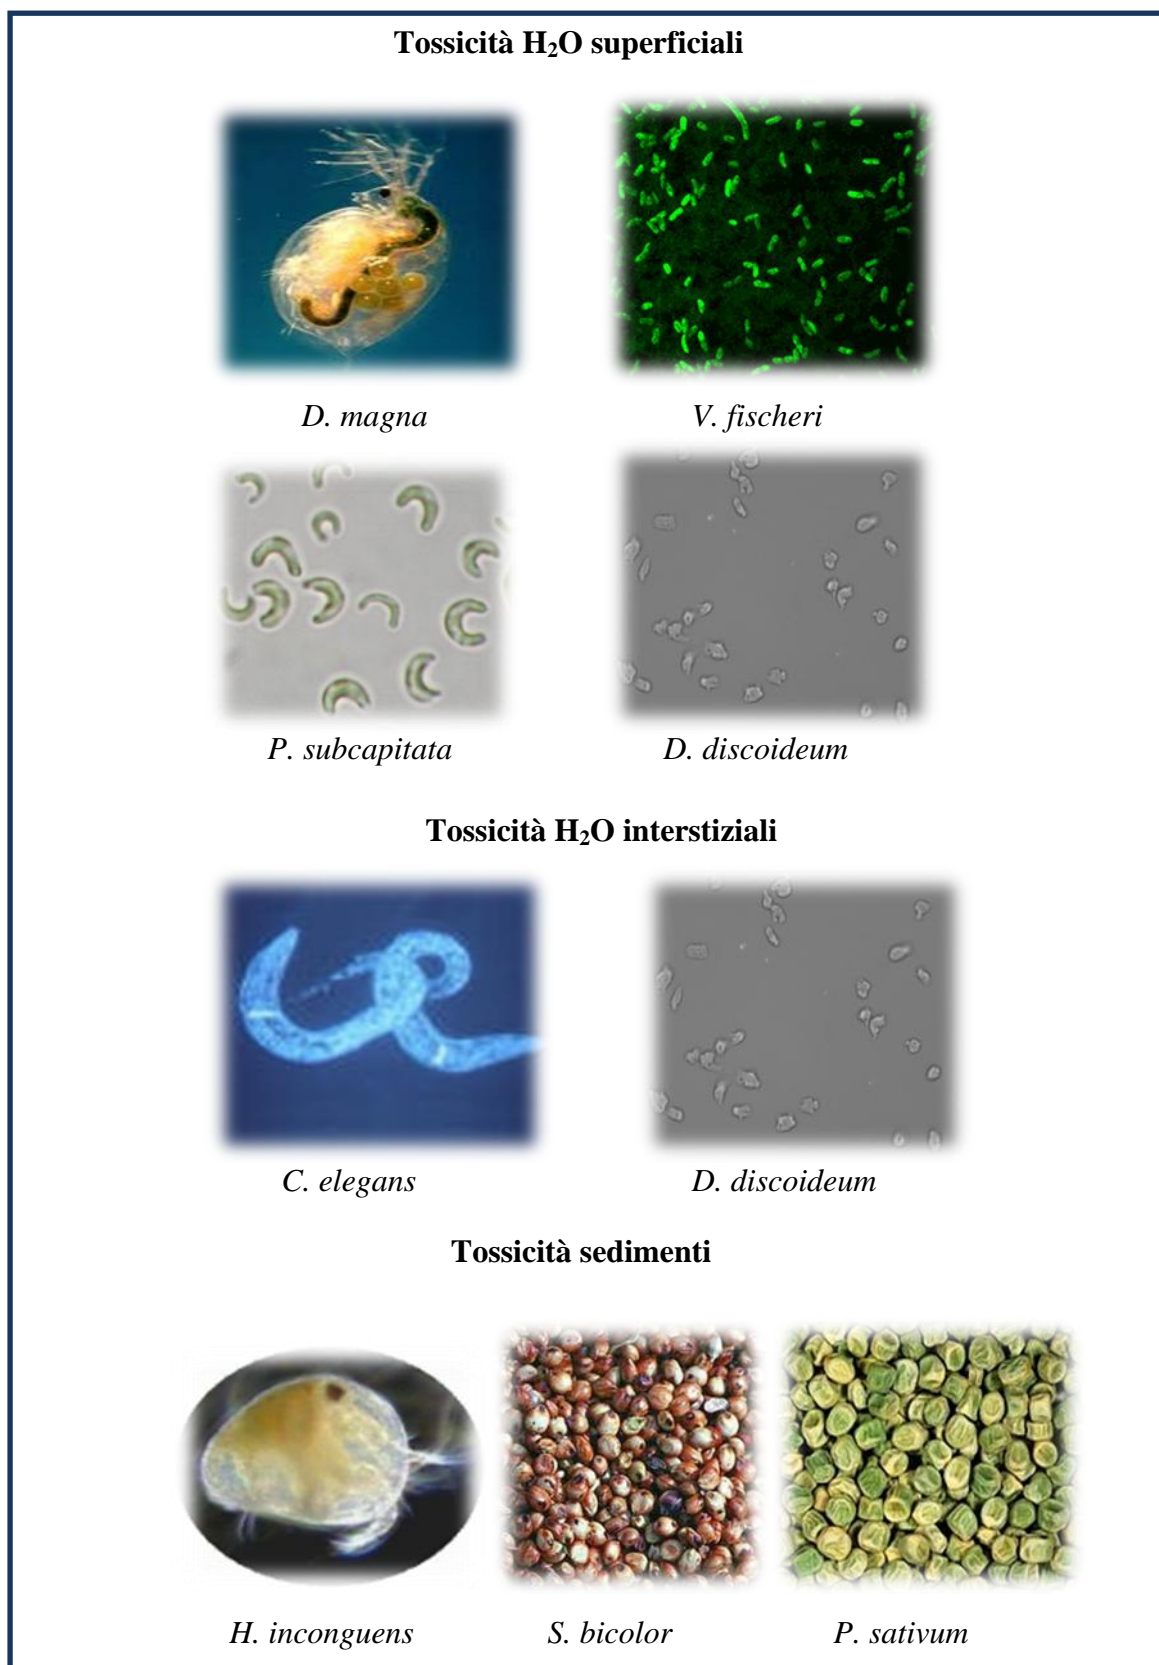 Tossicità H₂O superficiali
D. magna
V. fischeri
P. subcapitata
D. discoideum
Tossicità H₂O interstiziali
C. elegans
D. discoideum
Tossicità sedimenti
H. inconguens
S. bicolor
P. sativum